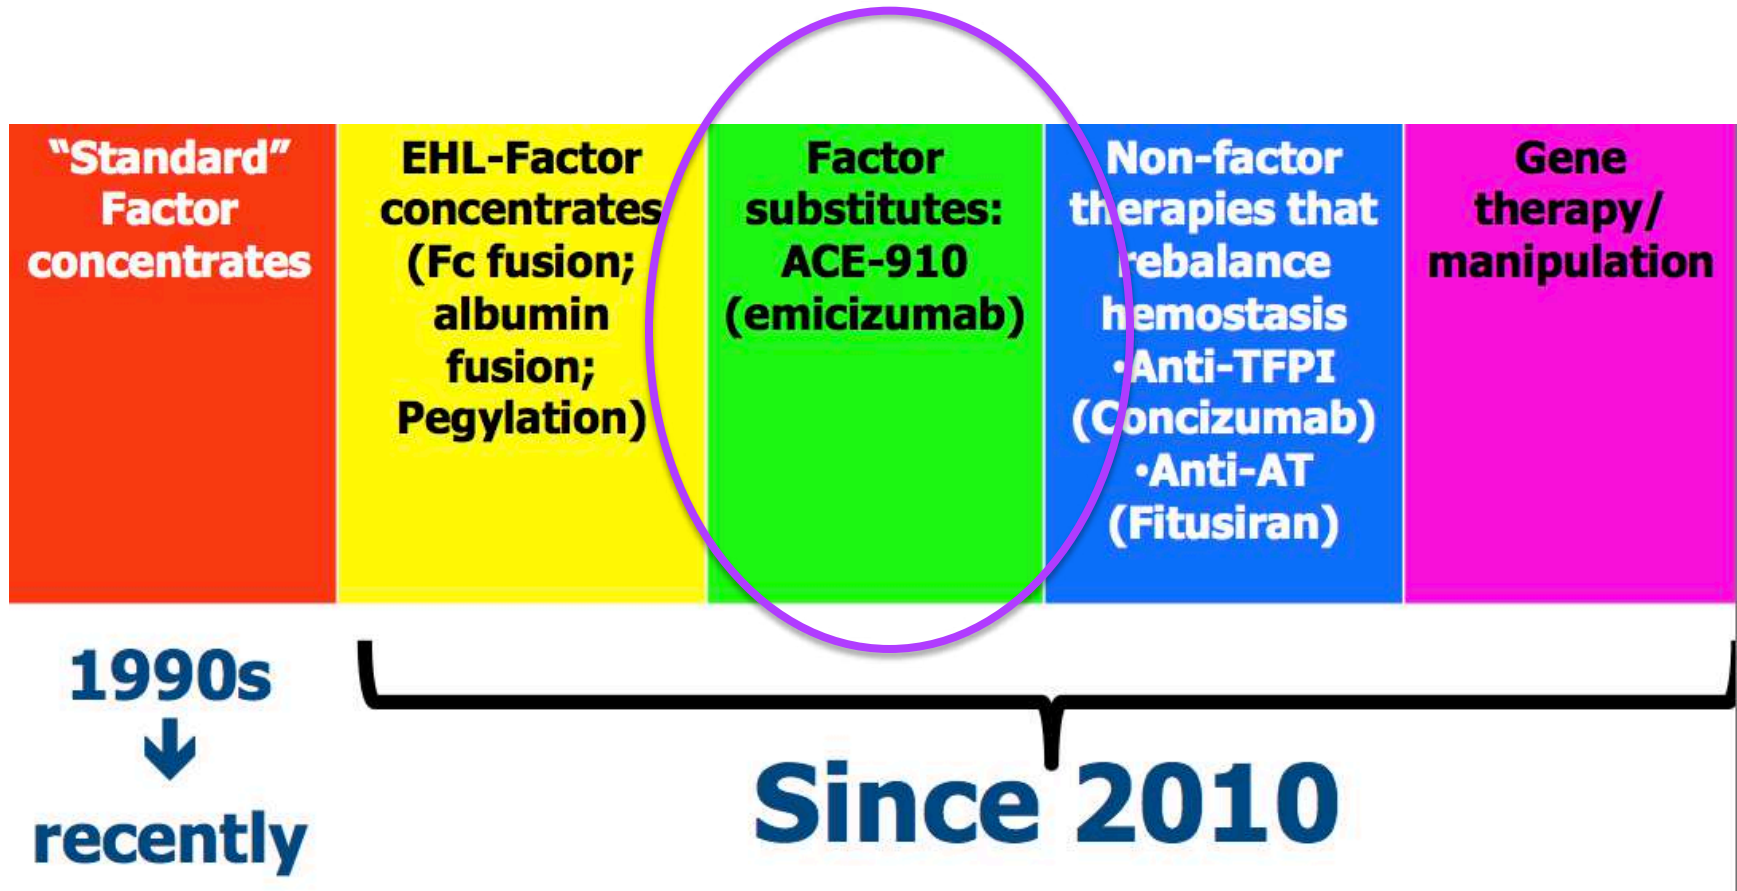 “Standard”
Factor
concentrates
EHL-Factor
concentrates
(Fc fusion;
albumin
fusion;
Pegylation)
Factor
substitutes:
ACE-910
(emicizumab)
Non-factor
therapies that
rebalance
hemostasis
•Anti-TFPI
(Concizumab)
•Anti-AT
(Fitusiran)
Gene
therapy/
manipulation
1990s
recently
Since 2010